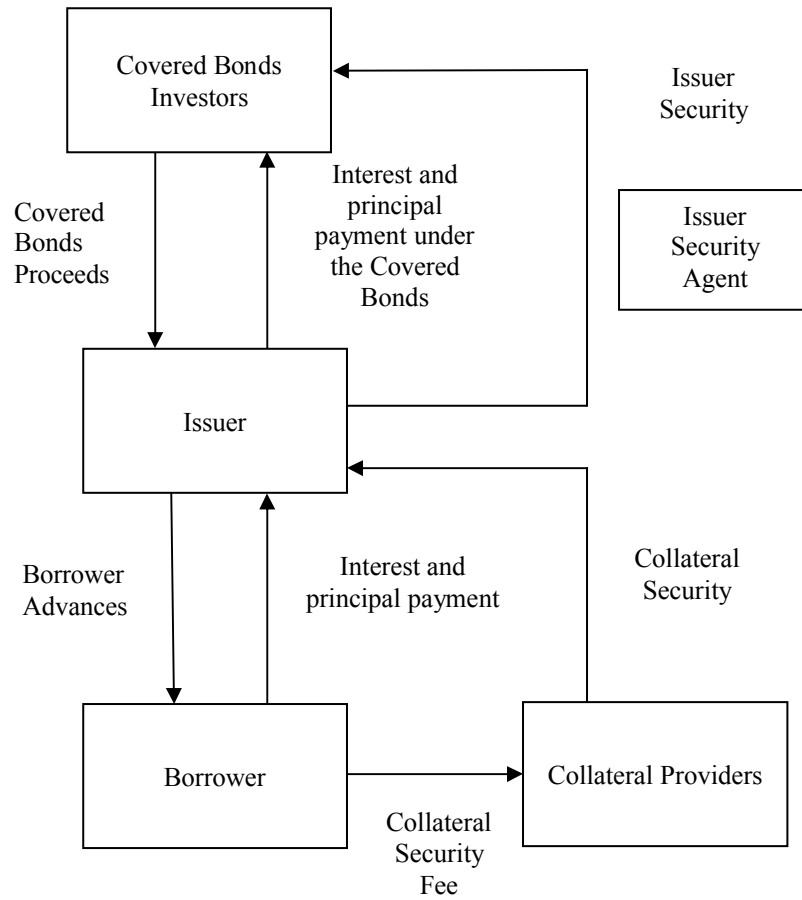 Covered Bonds
Investors
Issuer
Security
Covered
Bonds
Proceeds
Interest and
principal
payment under
the Covered
Bonds
Issuer
Security
Agent
Issuer
Borrower
Advances
Interest and
principal payment
Collateral
Security
Borrower
Collateral Providers
Collateral
Security
Fee